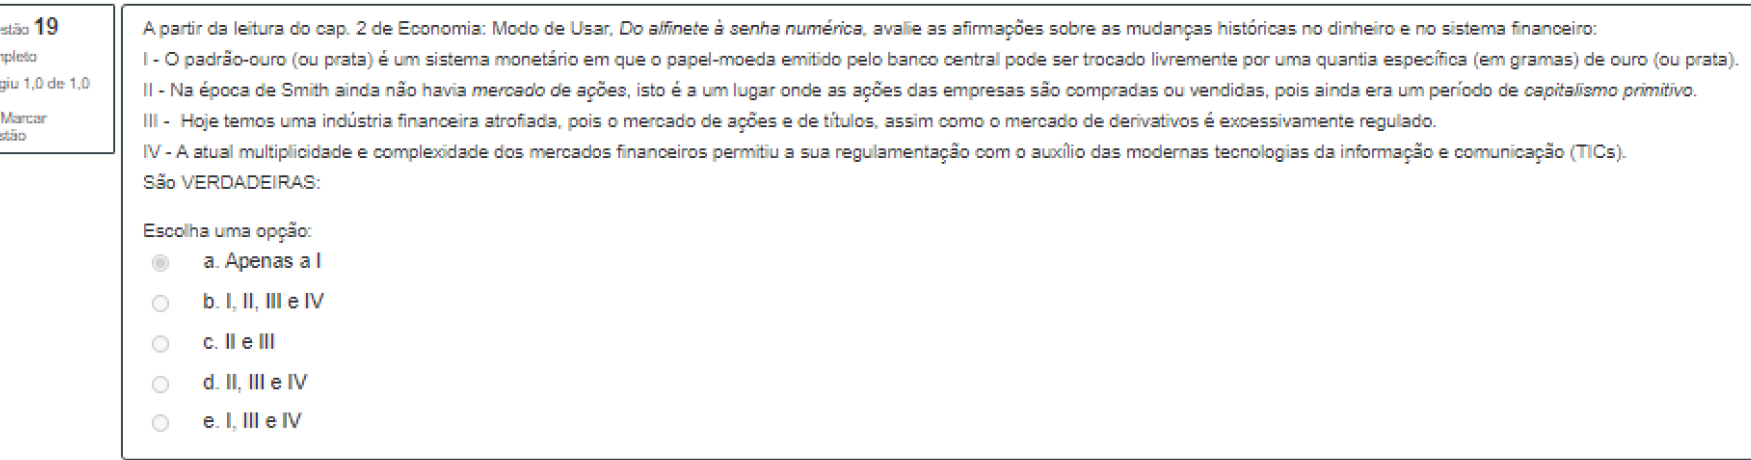 stão 19
mpleto
giu 1,0 de 1,0
Marcar
stão
A partir da leitura do cap. 2 de Economia: Modo de Usar, Do alfinete à senha numérica, avalie as afirmações sobre as mudanças históricas no dinheiro e no sistema financeiro:
I - O padrão-ouro (ou prata) é um sistema monetário em que o papel-moeda emitido pelo banco central pode ser trocado livremente por uma quantia específica (em gramas) de ouro (ou prata).
II - Na época de Smith ainda não havia mercado de ações, isto é a um lugar onde as ações das empresas são compradas ou vendidas, pois ainda era um período de capitalismo primitivo.
III - Hoje temos uma indústria financeira atrofiada, pois o mercado de ações e de títulos, assim como o mercado de derivativos é excessivamente regulado.
IV - A atual multiplicidade e complexidade dos mercados financeiros permitiu a sua regulamentação com o auxílio das modernas tecnologias da informação e comunicação (TICs).
São VERDADEIRAS:
Escolha uma opção:
a. Apenas a I
b. I, II, III e IV
c. II e III
d. II, III e IV
e. I, III e IV